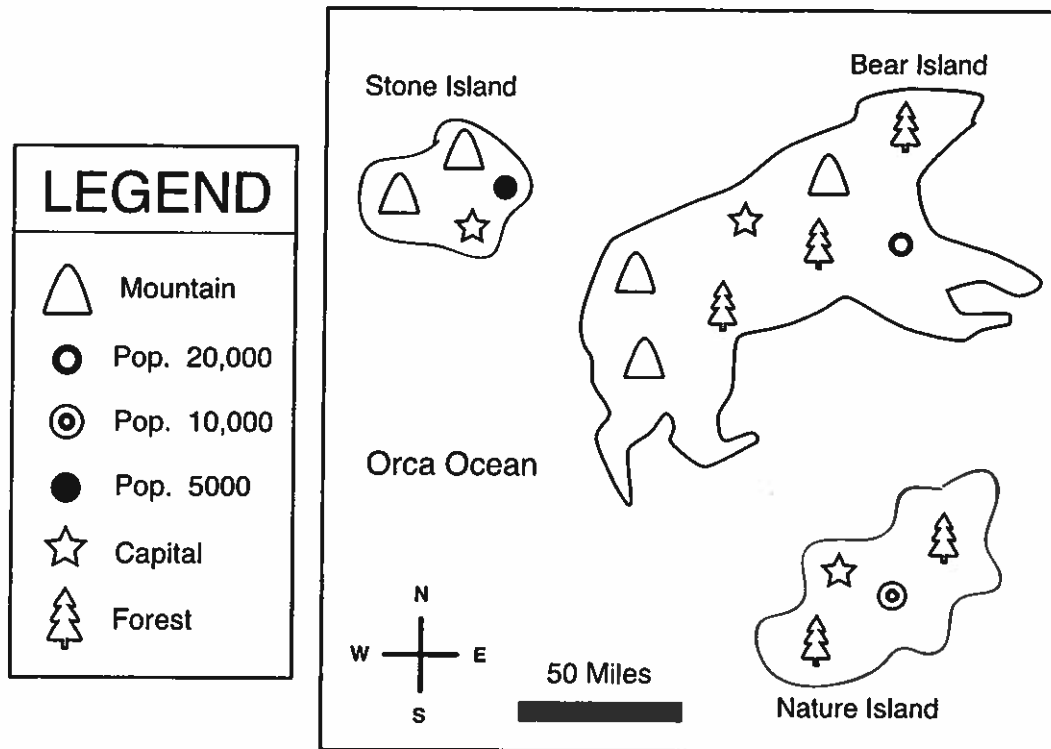 LEGEND
Mountain
Pop. 20,000
Pop. 10,000
Pop. 5000
Capital
Forest
Stone Island
Bear Island
Orca Ocean
N
W E
S
50 Miles
Nature Island